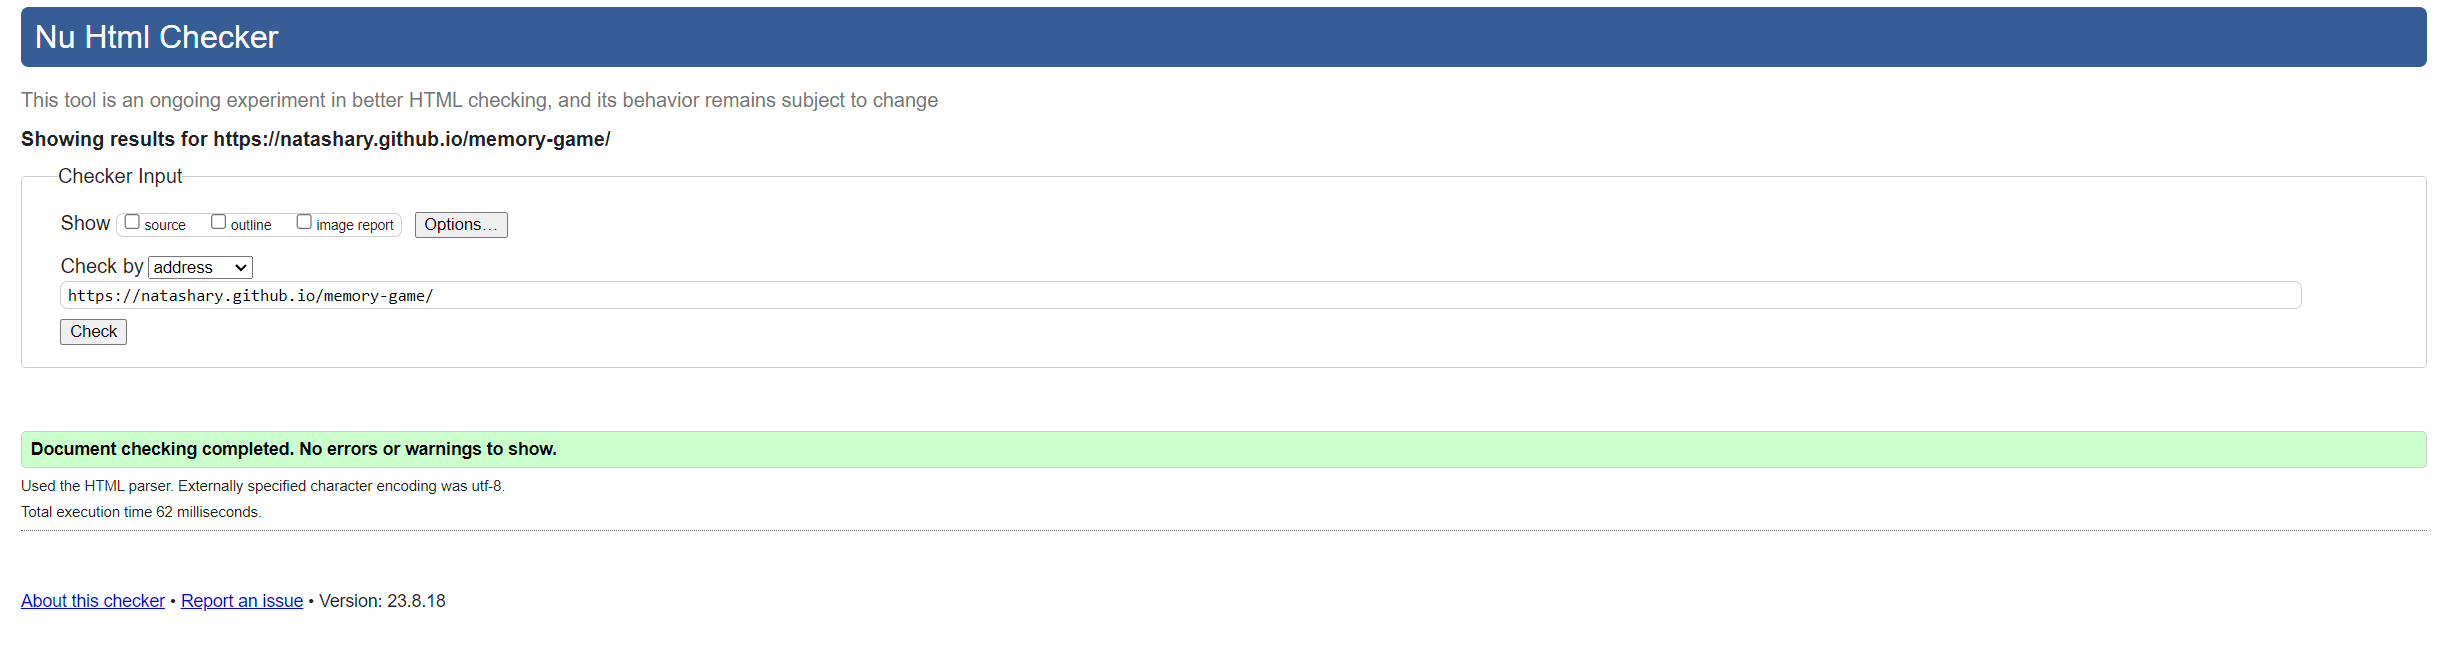 Nu Html Checker
This tool is an ongoing experiment in better HTML checking, and its behavior remains subject to change
Showing results for https://natashary.github.io/memory-game/
Checker Input
Show source outline image report Options…
Check by address
https://natashary.github.io/memory-game/
Check
Document checking completed. No errors or warnings to show.
Used the HTML parser. Externally specified character encoding was utf-8.
Total execution time 62 milliseconds.
About this checker • Report an issue • Version: 23.8.18